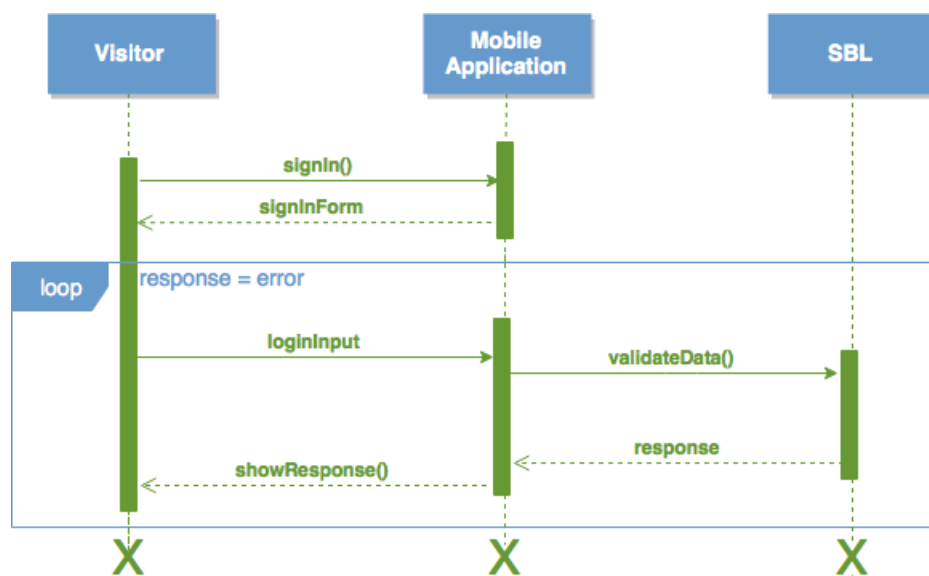 Visitor
Mobile
Application
SBL
signIn()
signInForm
loop
response = error
loginInput
validateData()
response
showResponse()
X X X